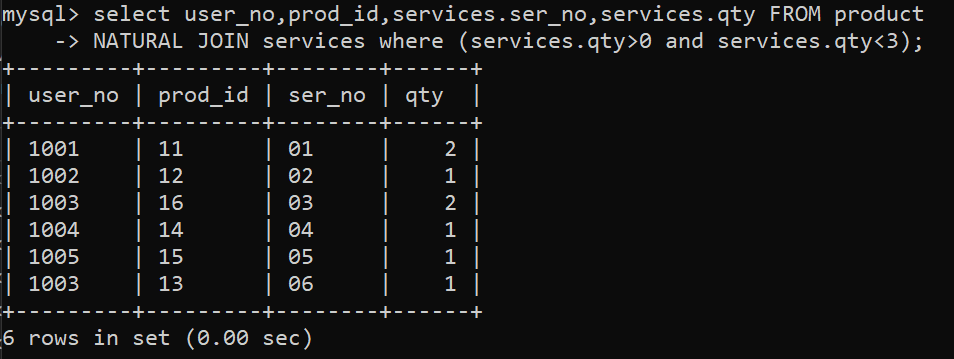 mysql> select user_no,prod_id,services.ser_no,services.qty FROM product
    -> NATURAL JOIN services where (services.qty>0 and services.qty<3);
+---------+---------+--------+------+
| user_no | prod_id | ser_no | qty  |
+---------+---------+--------+------+
| 1001    | 11      | 01     |    2 |
| 1002    | 12      | 02     |    1 |
| 1003    | 16      | 03     |    2 |
| 1004    | 14      | 04     |    1 |
| 1005    | 15      | 05     |    1 |
| 1003    | 13      | 06     |    1 |
+---------+---------+--------+------+
6 rows in set (0.00 sec)